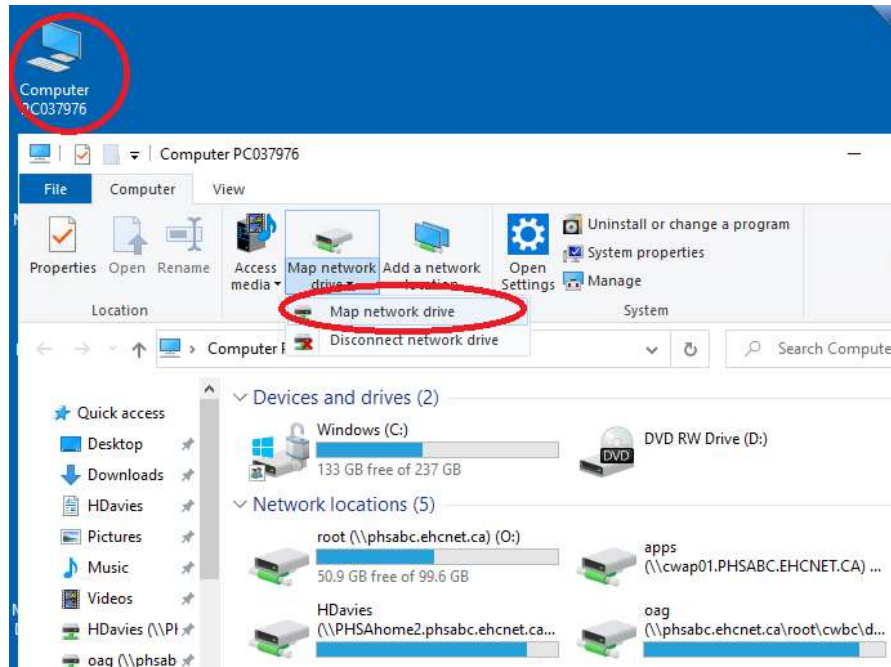 Computer
PC037976
Computer PC037976
File Computer View
Properties Open Rename Access media Map network drive Add a network location Open Settings
Uninstall or change a program
System properties
Manage
Location System
Map network drive
Disconnect network drive
Computer
Search Compute
Quick access
Desktop
Downloads
HDavies
Pictures
Music
Videos
HDavies (\\PH
oag (\\phsab
Devices and drives (2)
Windows (C:)
133 GB free of 237 GB
DVD RW Drive (D:)
DVD
Network locations (5)
root (\\phsabc.ehcnet.ca) (O:)
50.9 GB free of 99.6 GB
apps
(\\cwap01.PHSABC.EHCNET.CA) ...
HDavies
(\\PHSAhome2.phsabc.ehcnet.ca...
oag
(\\phsabc.ehcnet.ca\root\cwbc\d...